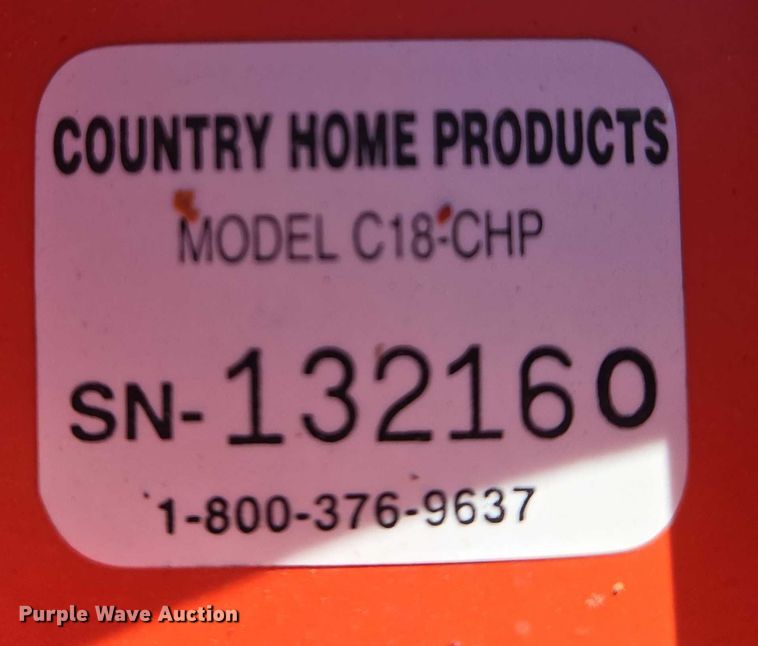 COUNTRY HOME PRODUCTS
MODEL C18-CHP
SN-132160
1-800-376-9637
Purple Wave Auction